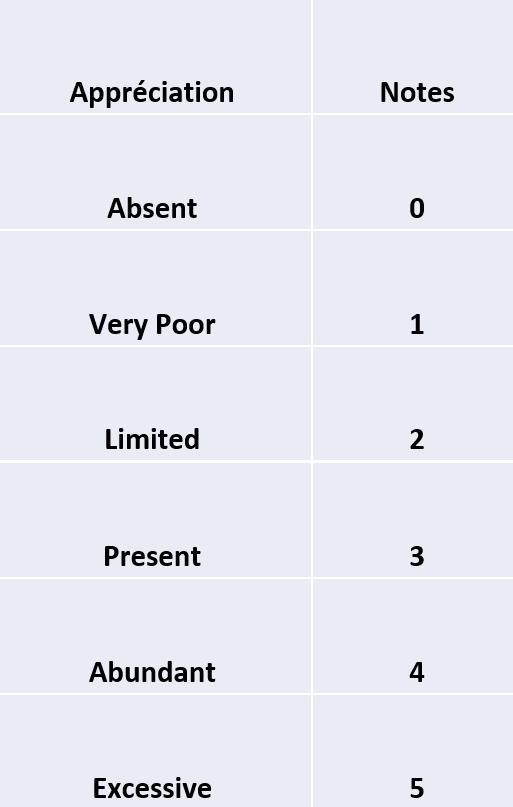 Appréciation Notes
Absent 0
Very Poor 1
Limited 2
Present 3
Abundant 4
Excessive 5